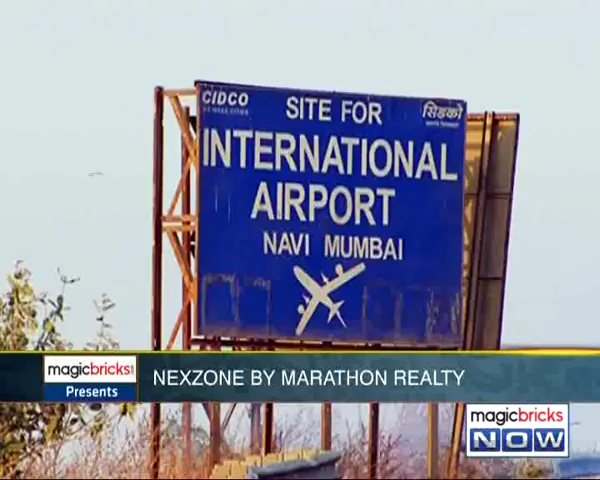 CIDCO
सिडको
SITE FOR
INTERNATIONAL
AIRPORT
NAVI MUMBAI
magicbricks
Presents
NEXZONE BY MARATHON REALTY
magicbricks
NOW